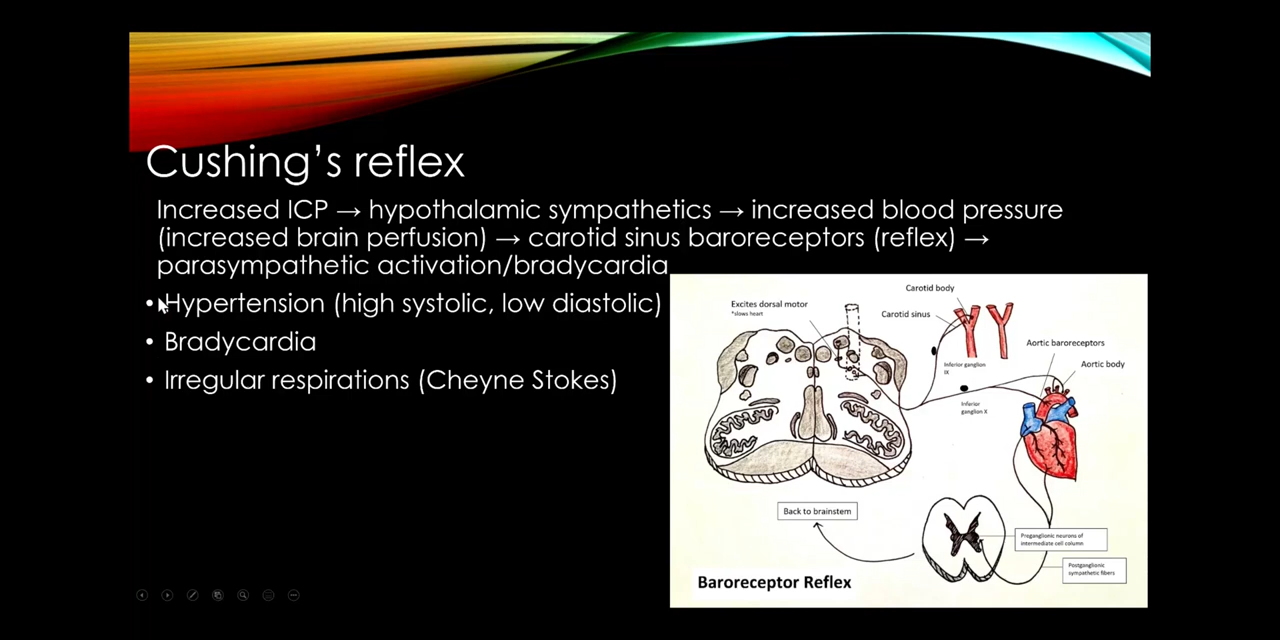 Cushing’s reflex
Increased ICP → hypothalamic sympathetics → increased blood pressure
(increased brain perfusion) → carotid sinus baroreceptors (reflex) →
parasympathetic activation/bradycardia
• Hypertension (high systolic, low diastolic)
• Bradycardia
• Irregular respirations (Cheyne Stokes)
Carotid body
Excites dorsal motor
*slows heart
Carotid sinus
Aortic baroreceptors
Inferior ganglion
IX
Aortic body
Inferior
ganglion X
Back to brainstem
Preganglionic neurons of
intermediate cell column
Postganglionic
sympathetic fibers
Baroreceptor Reflex